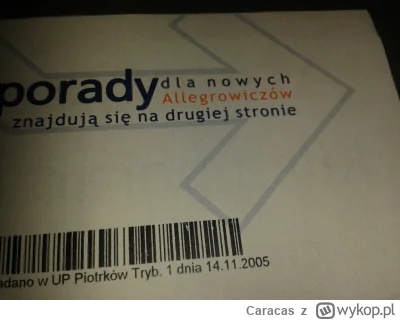 porady dla nowych
Allegrowiczów
znajdują się na drugiej stronie
adano w UP Piotrków Tryb. 1 dnia 14.11.2005
Caracas z wykop.pl